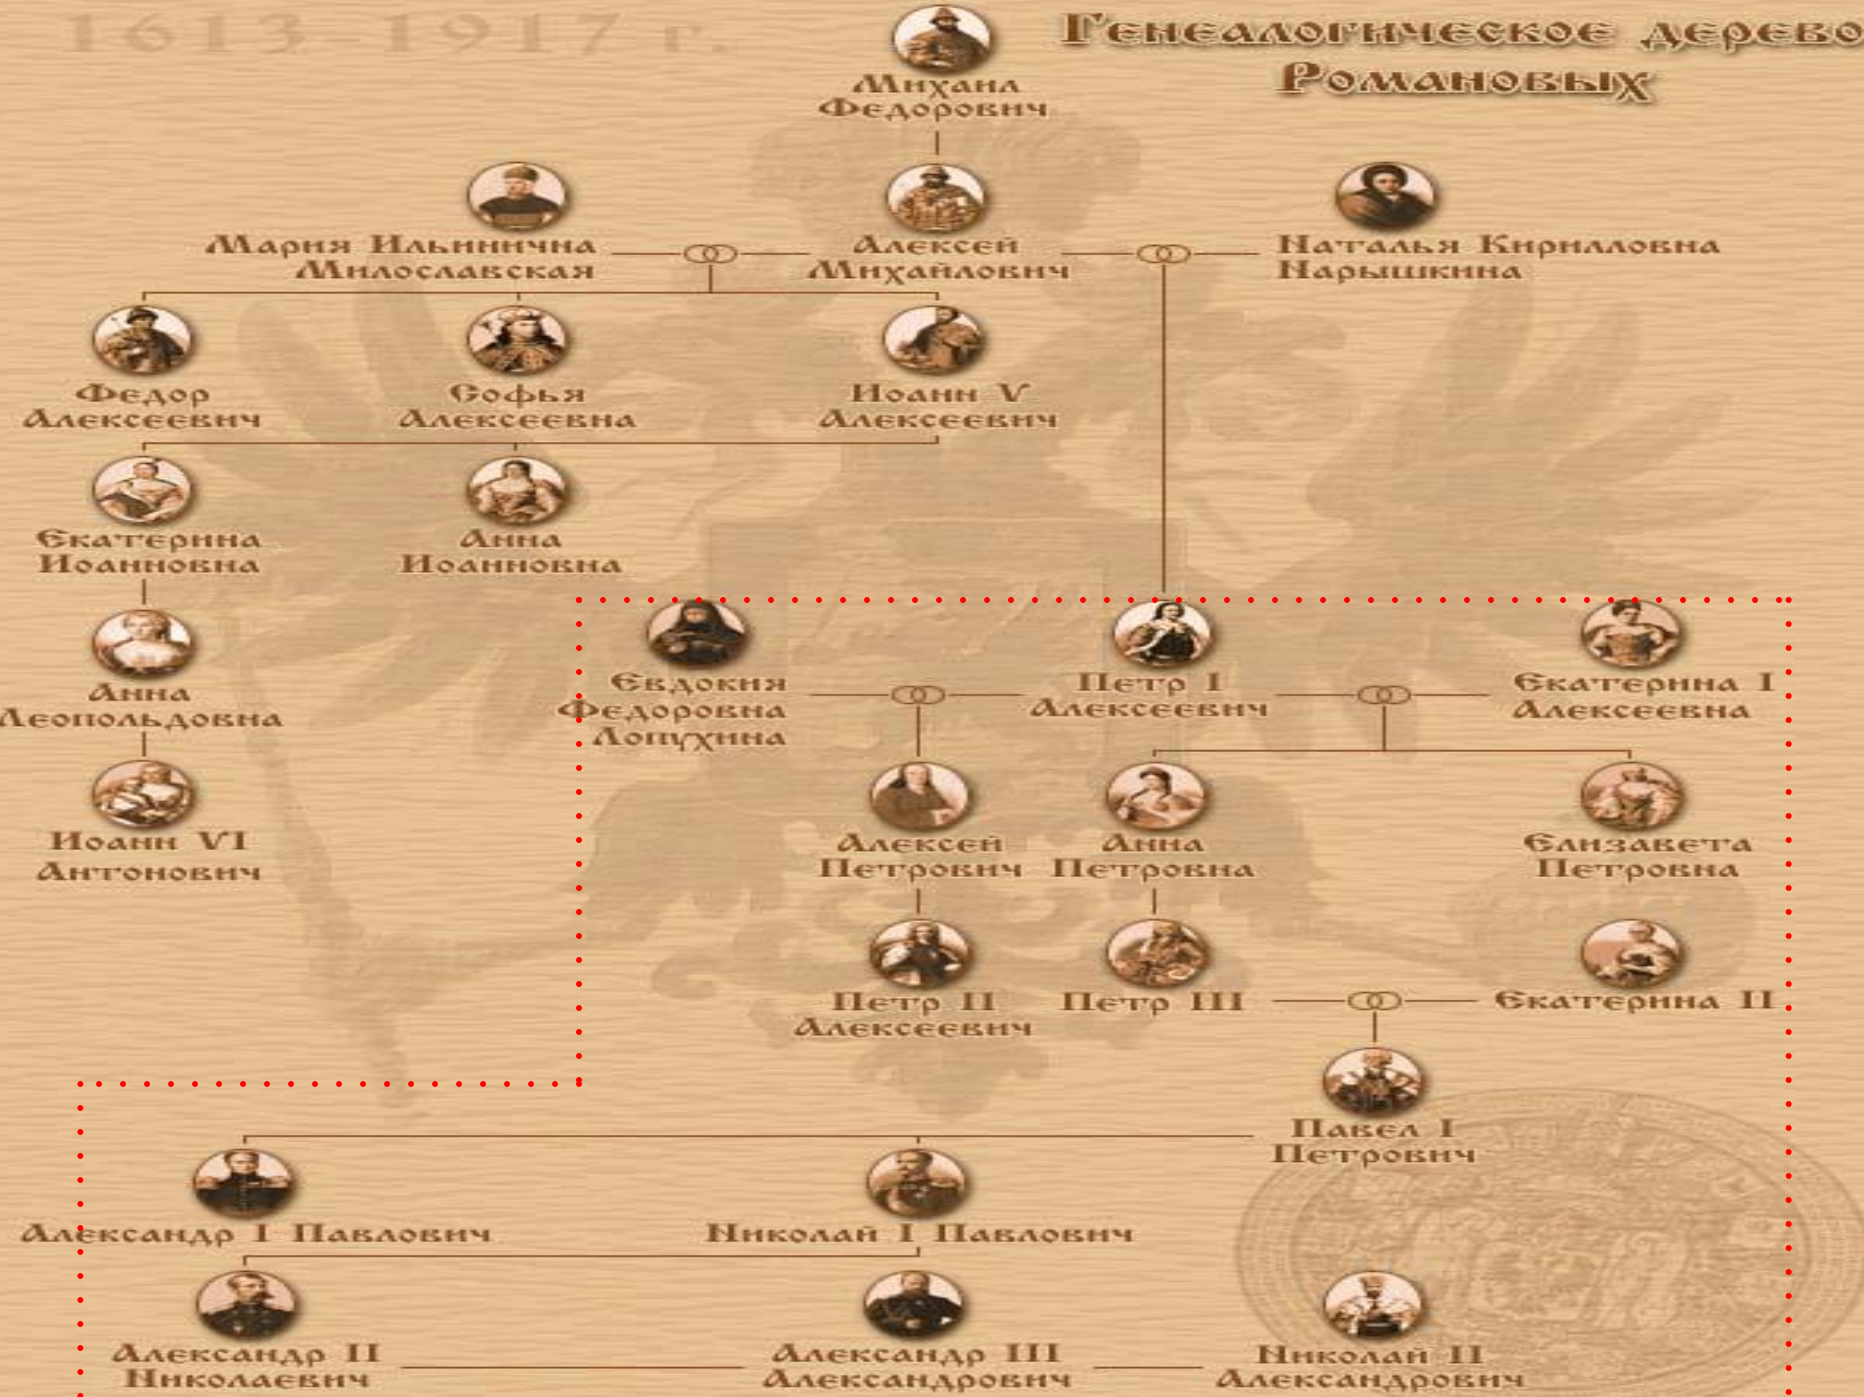 1613-1917 г.
Генеалогическое дерево
Романовых
Михаил
Федорович
Мария Ильинична
Милославская
Алексей
Михайлович
Наталья Кирилловна
Нарышкина
Федор
Алексеевич
Софья
Алексеевна
Иоанн V
Алексеевич
Екатерина
Иоанновна
Анна
Иоанновна
Анна
Леопольдовна
Евдокия
Федоровна
Лопухина
Петр I
Алексеевич
Екатерина I
Алексеевна
Иоанн VI
Антонович
Алексей
Петрович
Анна
Петровна
Елизавета
Петровна
Петр II
Алексеевич
Петр III
Екатерина II
Павел I
Петрович
Александр I Павлович
Николай I Павлович
Александр II
Николаевич
Александр III
Александрович
Николай II
Александрович